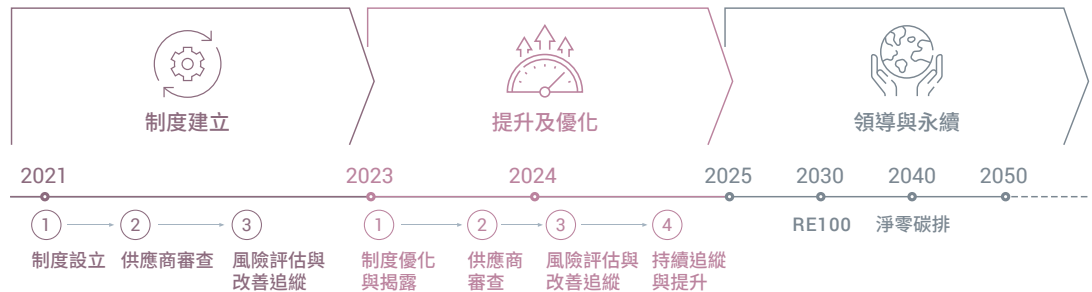 制度建立
提升及優化
領導與永續
2021
2023
2024
2025
2030
2040
2050
RE100
淨零碳排
1
制度設立
2
供應商審查
3
風險評估與
改善追縱
1
制度優化
與揭露
2
供應商
審查
3
風險評估與
改善追縱
4
持續追縱
與提升